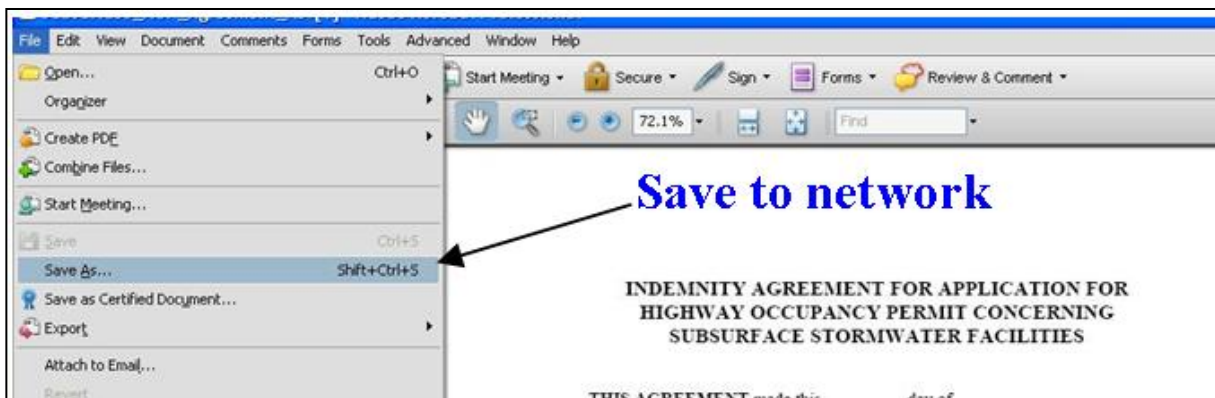 File Edit View Document Comments Forms Tools Advanced Window Help
Open... Ctrl+O
Start Meeting Secure Sign Forms Review & Comment
Organizer
72.1% Find
Create PDF
Combine Files...
Save to network
Start Meeting...
Save Ctrl+S
Save As... Shift+Ctrl+S
Save as Certified Document...
Export
Attach to Email...
Revert
INDEMNITY AGREEMENT FOR APPLICATION FOR
HIGHWAY OCCUPANCY PERMIT CONCERNING
SUBSURFACE STORMWATER FACILITIES
THIS AGREEMENT made this day of